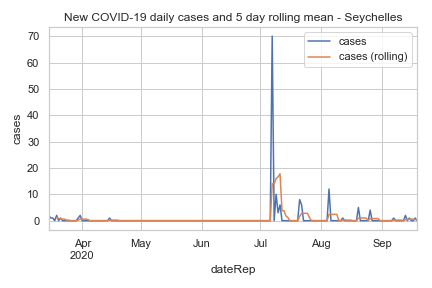 New COVID-19 daily cases and 5 day rolling mean - Seychelles
cases
cases (rolling)
70
60
50
40
30
20
10
0
cases
Apr May Jun Jul Aug Sep
2020
dateRep